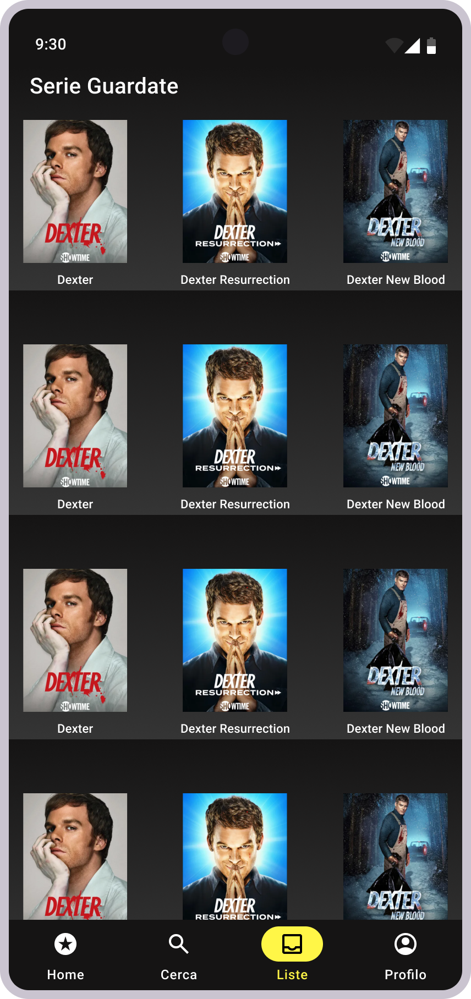 9:30
Serie Guardate
DEXTER
SHOWTIME
DEXTER
RESURRECTION
SHOWTIME
DEXTER
NEW BLOOD
SHOWTIME
Dexter
Dexter Resurrection
Dexter New Blood
DEXTER
SHOWTIME
DEXTER
RESURRECTION
SHOWTIME
DEXTER
NEW BLOOD
SHOWTIME
Dexter
Dexter Resurrection
Dexter New Blood
DEXTER
SHOWTIME
DEXTER
RESURRECTION
SHOWTIME
DEXTER
NEW BLOOD
SHOWTIME
Dexter
Dexter Resurrection
Dexter New Blood
DEXTER
DEXTER
RESURRECTION
DEXTER
NEW BLOOD
Home
Cerca
Liste
Profilo